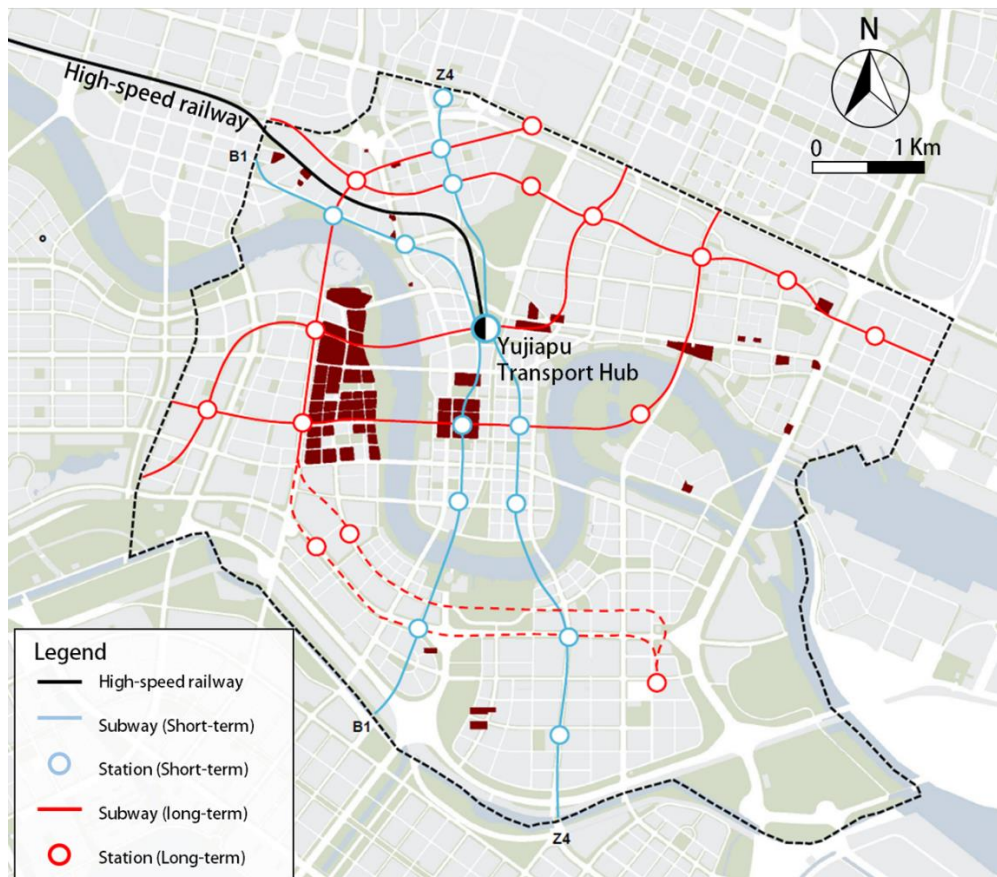 N
0 1 Km
Z4
High-speed railway
B1
Yujiapu
Transport Hub
B1
Z4
Legend
High-speed railway
Subway (Short-term)
Station (Short-term)
Subway (long-term)
Station (Long-term)